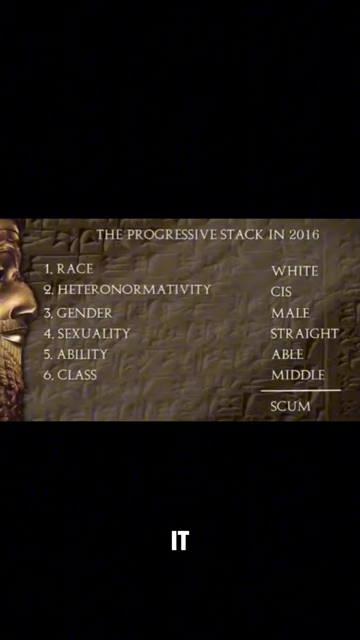 THE PROGRESSIVE STACK IN 2016
1. RACE WHITE
2. HETERONORMATIVITY CIS
3. GENDER MALE
4. SEXUALITY STRAIGHT
5. ABILITY ABLE
6. CLASS MIDDLE
SCUM
IT